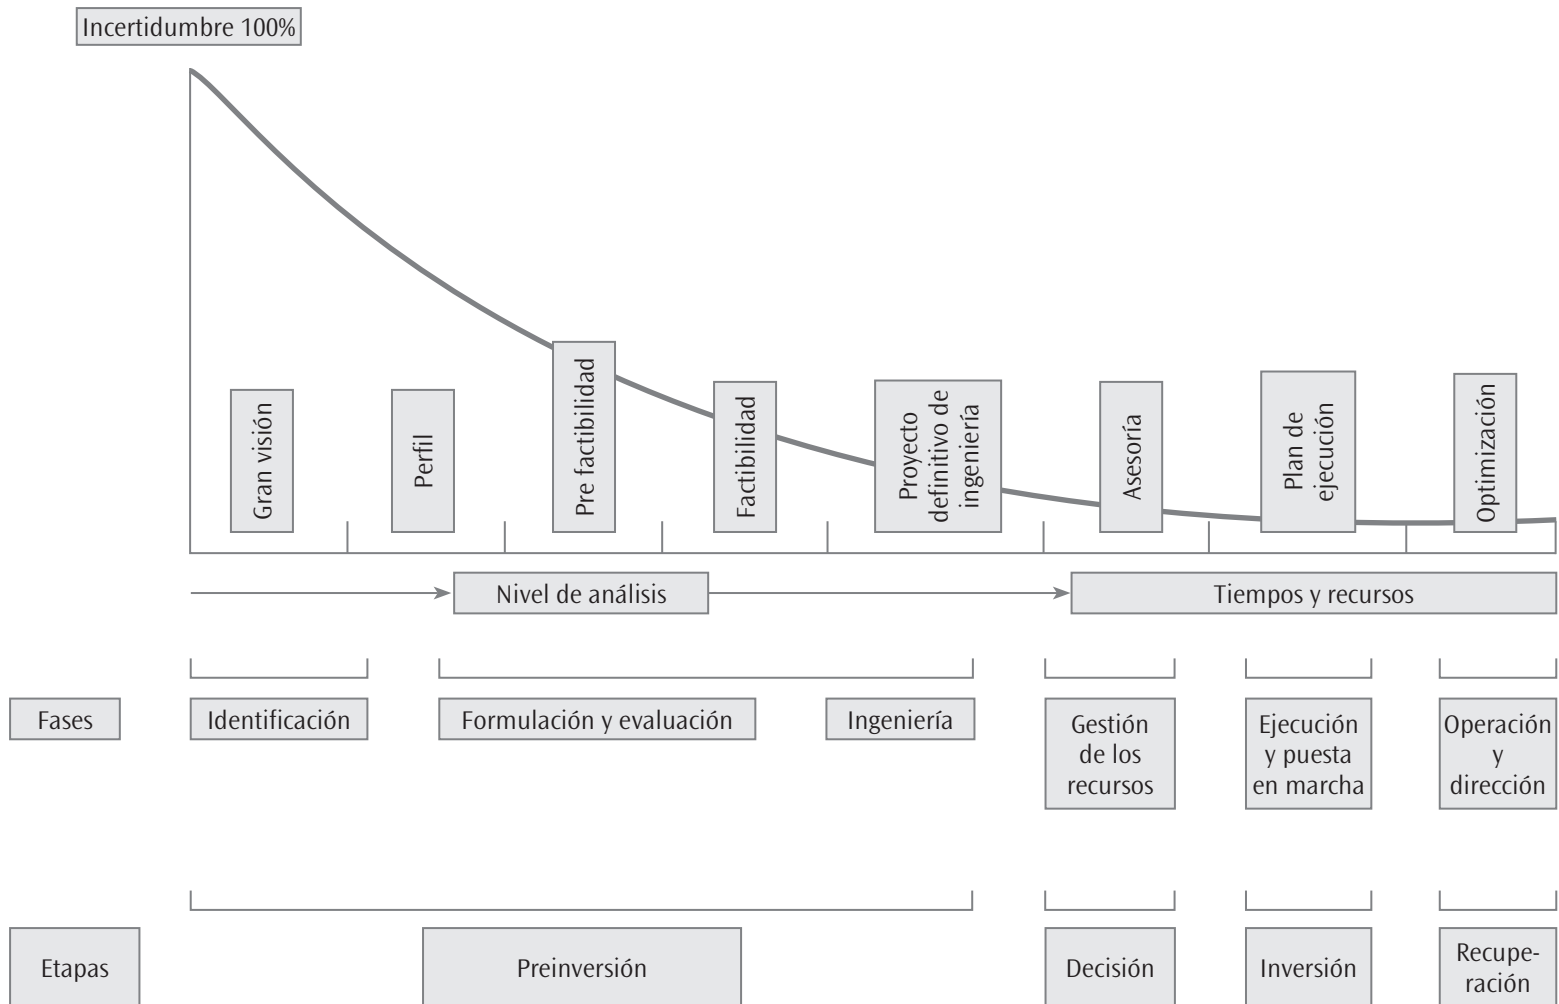 Incertidumbre 100%
Gran visión
Perfil
Pre factibilidad
Factibilidad
Proyecto
definitivo de
ingeniería
Asesoría
Plan de
ejecución
Optimización
Nivel de análisis
Tiempos y recursos
Fases
Identificación
Formulación y evaluación
Ingeniería
Gestión
de los
recursos
Ejecución
y puesta
en marcha
Operación
y
dirección
Etapas
Preinversión
Decisión
Inversión
Recupe-
ración